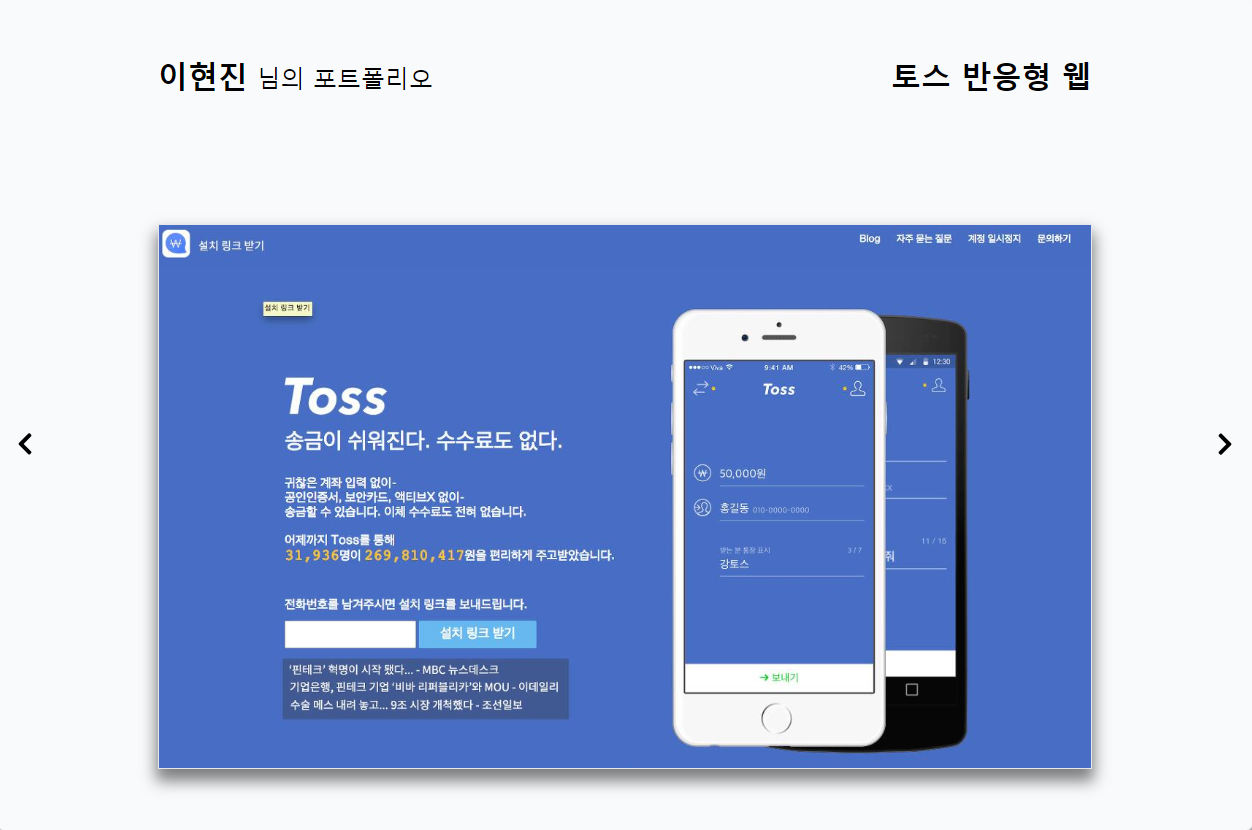 이현진 님의 포트폴리오
토스 반응형 웹
설치 링크 받기
Blog 자주 묻는 질문 계정 일시정지 문의하기
설치 링크 받기
Toss
송금이 쉬워진다. 수수료도 없다.
귀찮은 계좌 입력 없이-
공인인증서, 보안카드, 액티브X 없이-
송금할 수 있습니다. 이체 수수료도 전혀 없습니다.
어제까지 Toss를 통해
31,936명이 269,810,417원을 편리하게 주고받았습니다.
전화번호를 남겨주시면 설치 링크를 보내드립니다.
설치 링크 받기
‘핀테크’ 혁명이 시작 됐다... - MBC 뉴스데스크
기업은행, 핀테크 기업 ‘비바 리퍼블리카’와 MOU - 이데일리
수술 메스 내려 놓고... 9조 시장 개척했다 - 조선일보
Viva 9:41 AM 42%
Toss
₩ 50,000원
홍길동 010-0000-0000
받는 분 통장 표시 3 / 7
강토스
보내기
12:30
11 / 15
줘